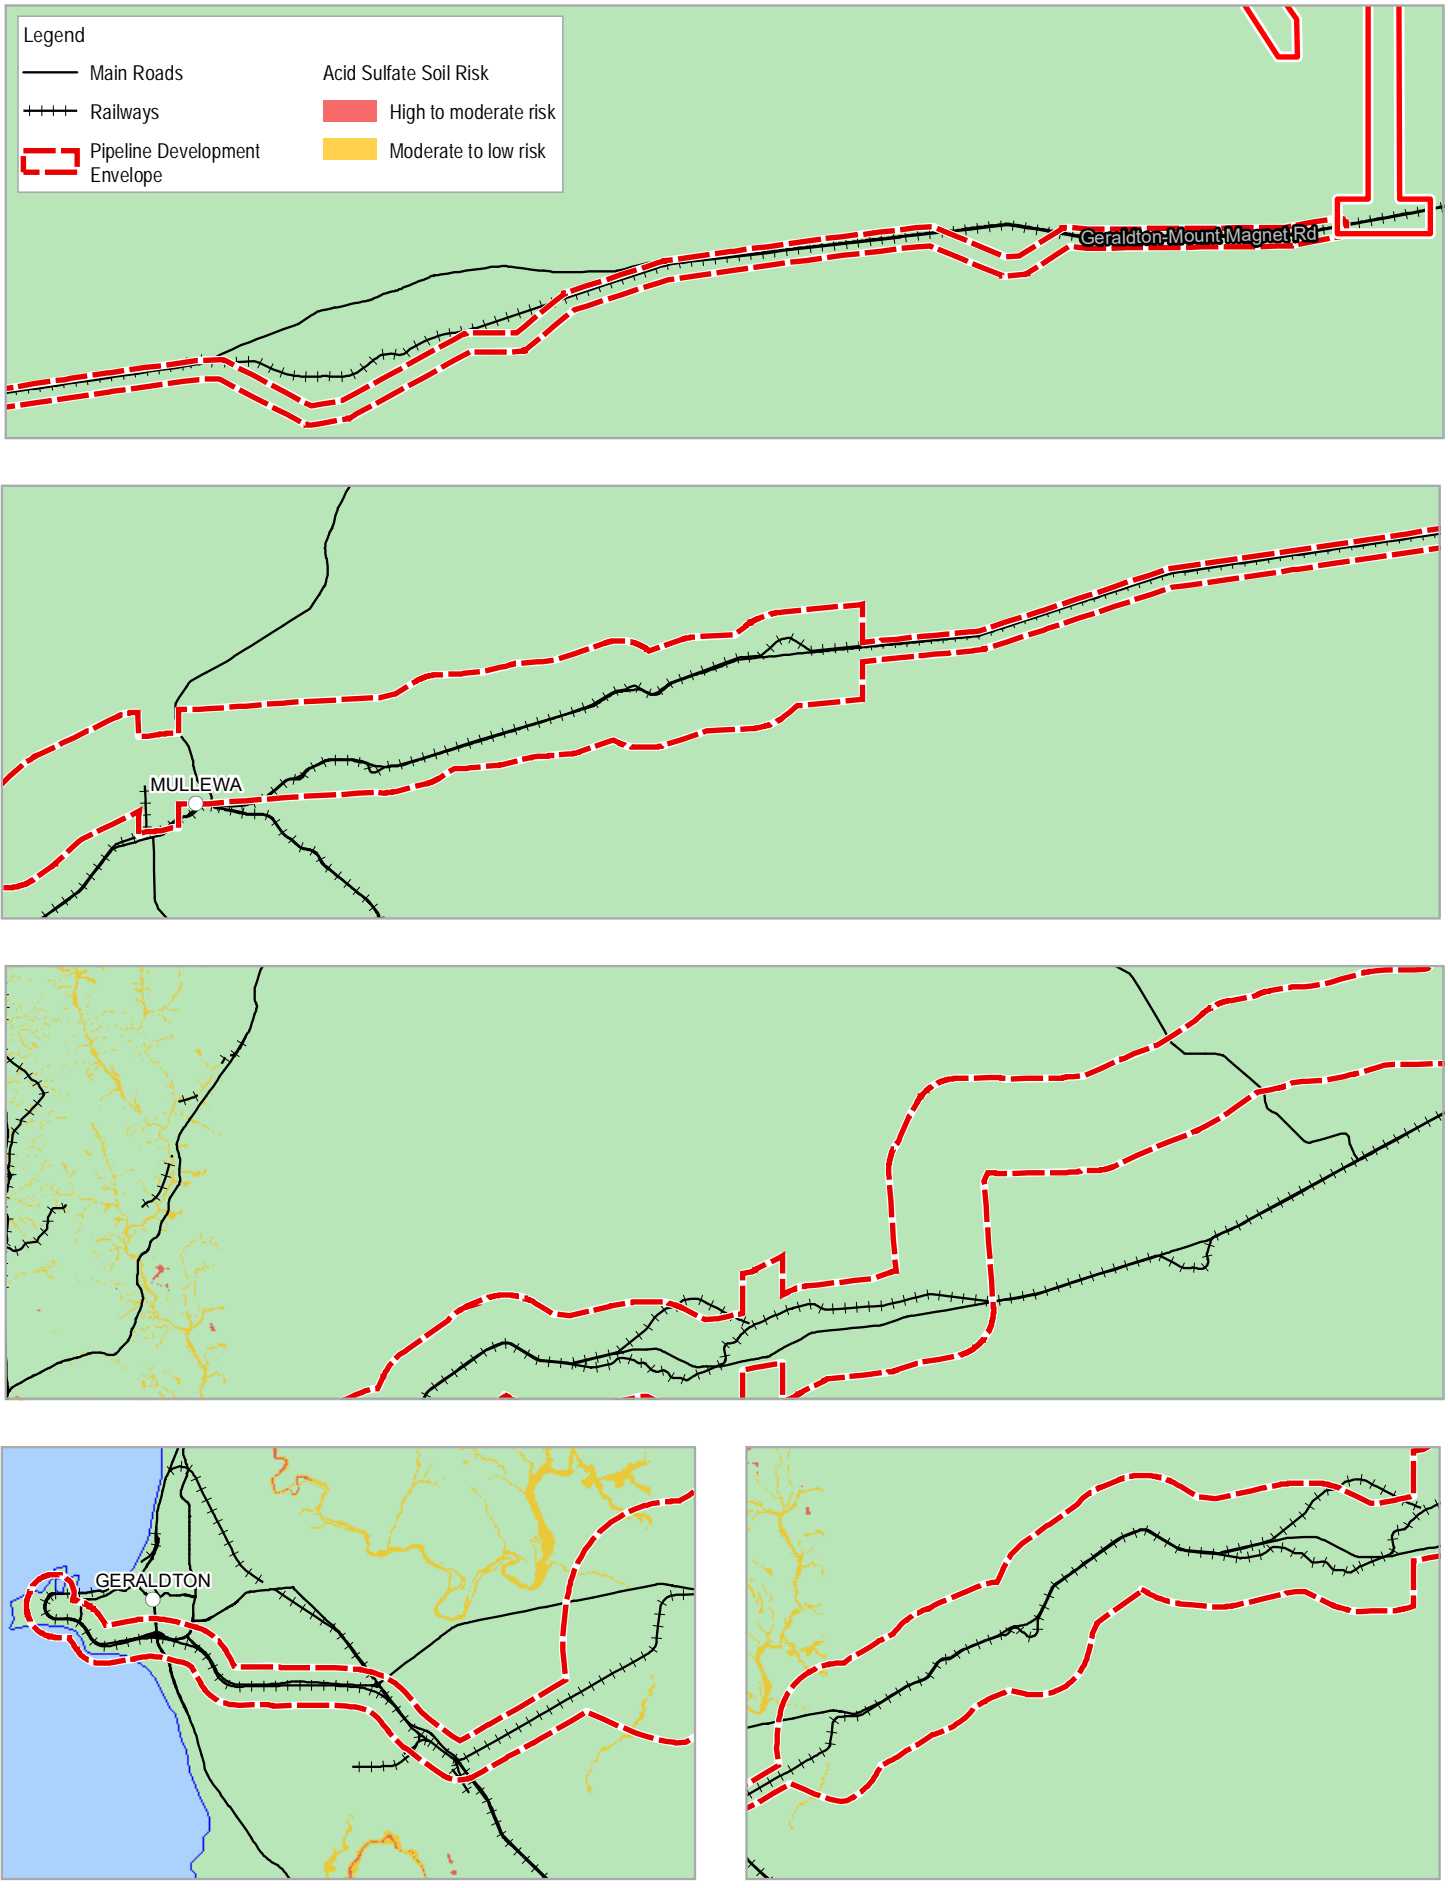 Legend
Main Roads
Railways
Pipeline Development
Envelope
Acid Sulfate Soil Risk
High to moderate risk
Moderate to low risk
Geraldton-Mount Magnet Rd
MULLEWA
GERALDTON